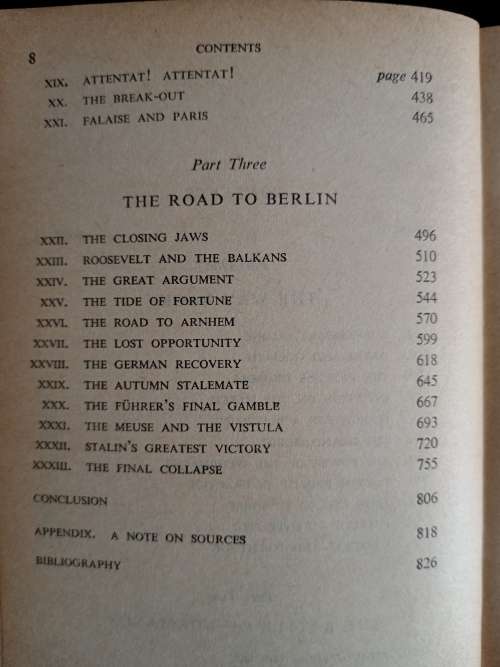 8 CONTENTS
XIX. ATTENTAT! ATTENTAT! page 419
XX. THE BREAK-OUT 438
XXI. FALAISE AND PARIS 465
Part Three
THE ROAD TO BERLIN
XXII. THE CLOSING JAWS 496
XXIII. ROOSEVELT AND THE BALKANS 510
XXIV. THE GREAT ARGUMENT 523
XXV. THE TIDE OF FORTUNE 544
XXVI. THE ROAD TO ARNHEM 570
XXVII. THE LOST OPPORTUNITY 599
XXVIII. THE GERMAN RECOVERY 618
XXIX. THE AUTUMN STALEMATE 645
XXX. THE FÜHRER'S FINAL GAMBLE 667
XXXI. THE MEUSE AND THE VISTULA 693
XXXII. STALIN'S GREATEST VICTORY 720
XXXIII. THE FINAL COLLAPSE 755
CONCLUSION 806
APPENDIX. A NOTE ON SOURCES 818
BIBLIOGRAPHY 826